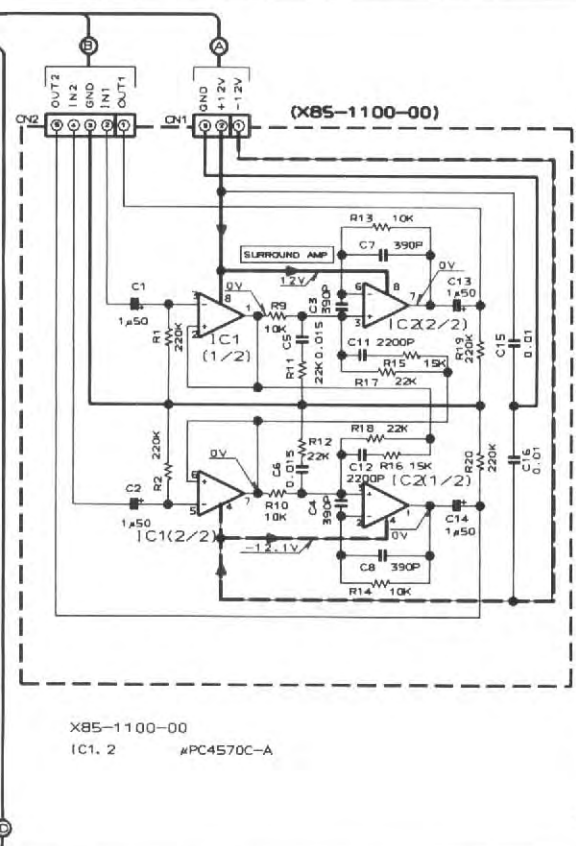 B
A
OUT2
IN2
GND
IN1
OUT1
GND
+12V
-12V
CN2
5 4 3 2 1
CN1
3 2 1
(X85-1100-00)
R13 10K
C7 390P
SURROUND AMP
12V
0V
C13
1μ50
C1
1μ50
R1
220K
3
2
8
1
IC1
(1/2)
0V
R9
10K
C3
390P
6
5
8
7
IC2(2/2)
C5
0.015
R11
22K
C11 2200P
R15 15K
R17 22K
R19
220K
C15
0.01
220K
R2
R12
22K
C6
0.015
R18 22K
C12
2200P
R16 15K
R20
220K
C16
0.01
C2
1μ50
6
5
7
4
0V
IC1(2/2)
R10
10K
C4
390P
3
2
1
4
IC2(1/2)
0V
C14
1μ50
-12.1V
C8 390P
R14 10K
X85-1100-00
IC1. 2 μPC4570C-A